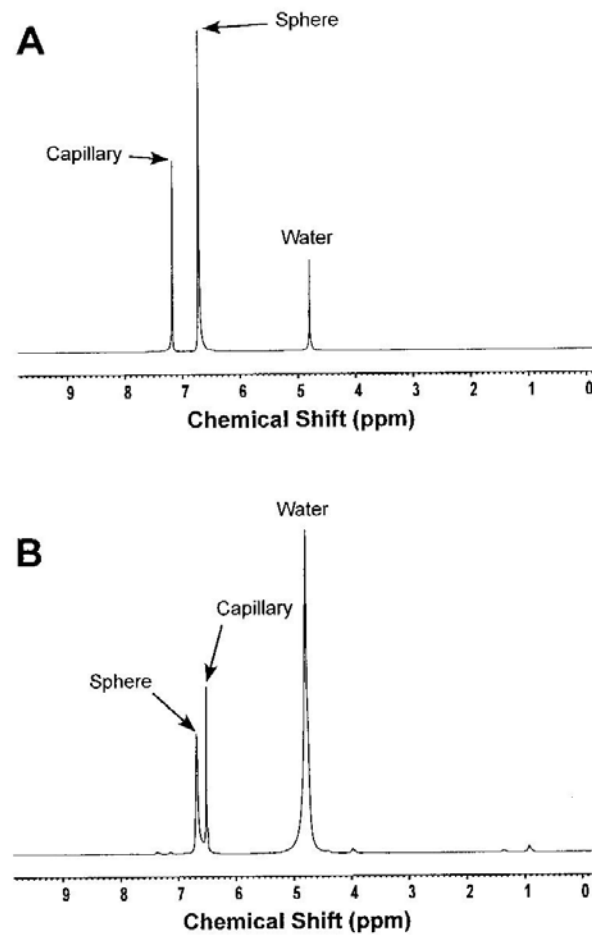 A
Sphere
Capillary
Water
9 8 7 6 5 4 3 2 1 0
Chemical Shift (ppm)
B
Water
Capillary
Sphere
9 8 7 6 5 4 3 2 1 0
Chemical Shift (ppm)